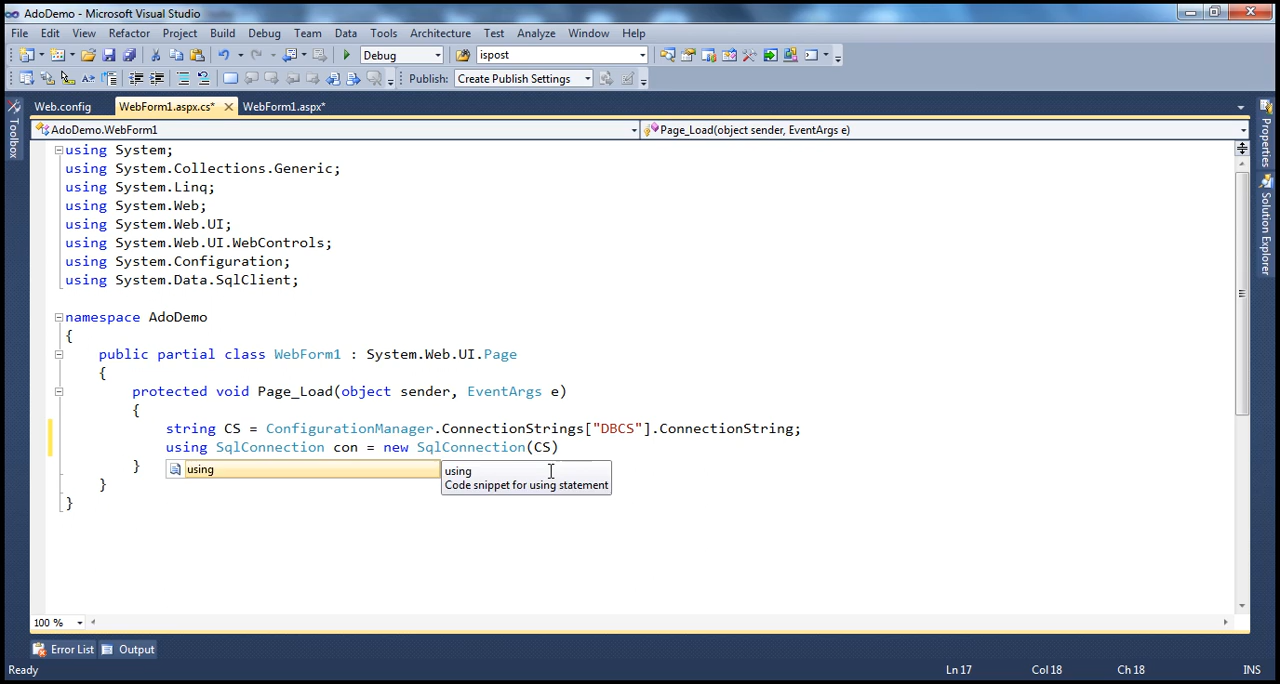 AdoDemo - Microsoft Visual Studio
File Edit View Refactor Project Build Debug Team Data Tools Architecture Test Analyze Window Help
Debug ispost
Publish: Create Publish Settings
Web.config WebForm1.aspx.cs* WebForm1.aspx*
AdoDemo.WebForm1 Page_Load(object sender, EventArgs e)
Toolbox
Properties
Solution Explorer
using System;
using System.Collections.Generic;
using System.Linq;
using System.Web;
using System.Web.UI;
using System.Web.UI.WebControls;
using System.Configuration;
using System.Data.SqlClient;
namespace AdoDemo
{
public partial class WebForm1 : System.Web.UI.Page
{
protected void Page_Load(object sender, EventArgs e)
{
string CS = ConfigurationManager.ConnectionStrings["DBCS"].ConnectionString;
using SqlConnection con = new SqlConnection(CS)
}
using
using
Code snippet for using statement
}
}
100 %
Error List Output
Ready Ln 17 Col 18 Ch 18 INS